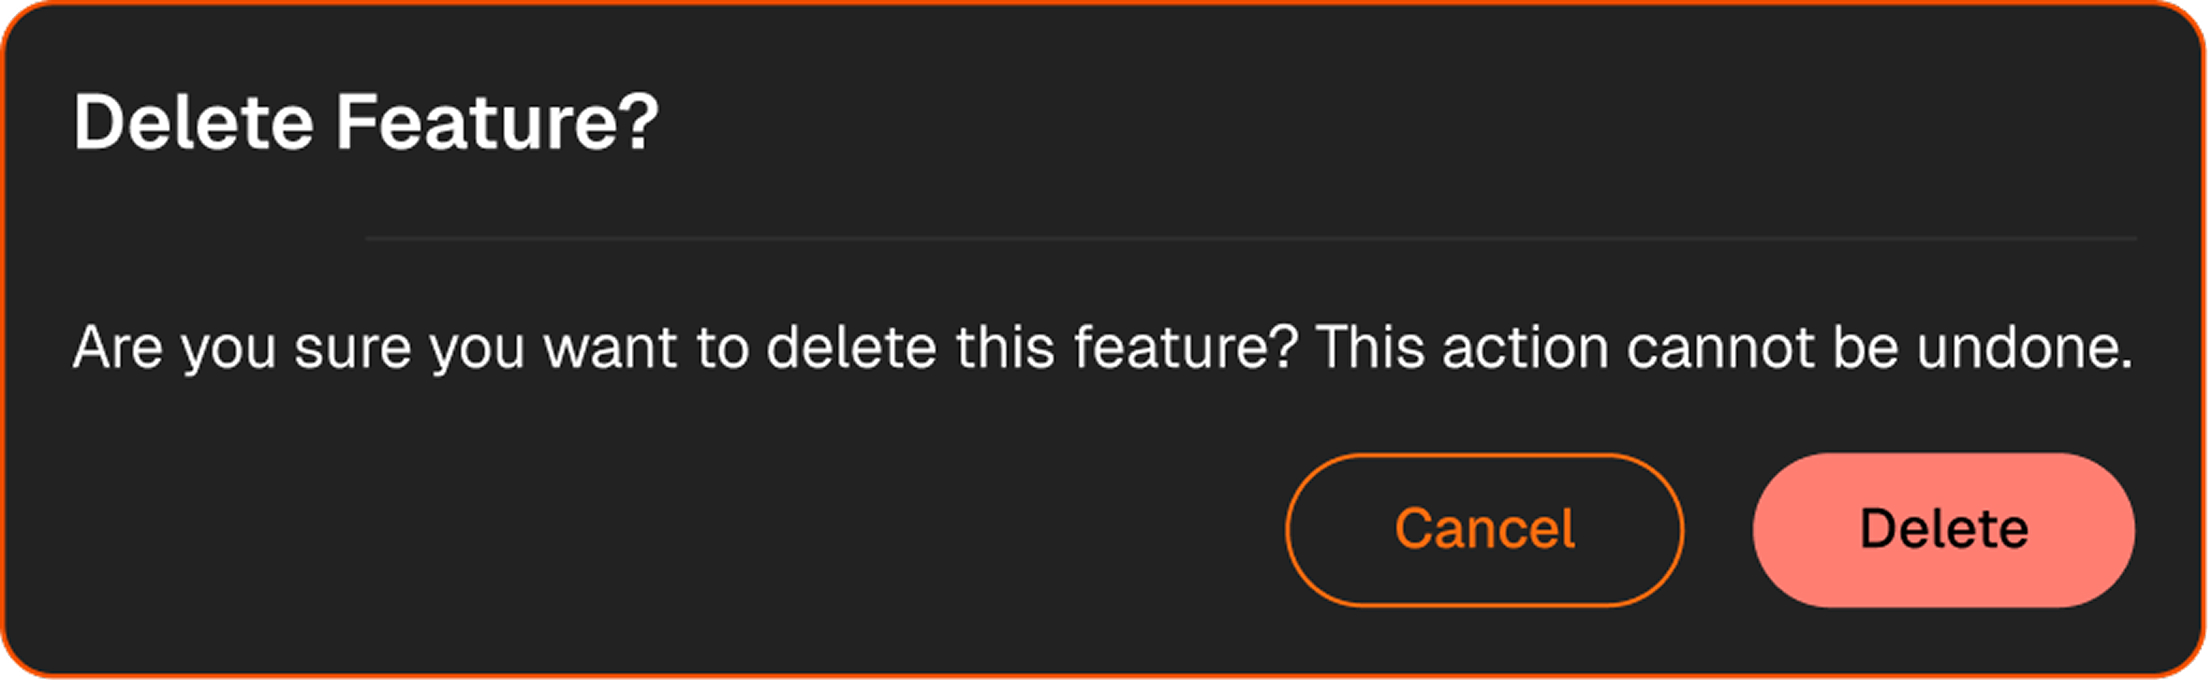 Delete Feature?
Are you sure you want to delete this feature? This action cannot be undone.
Cancel
Delete